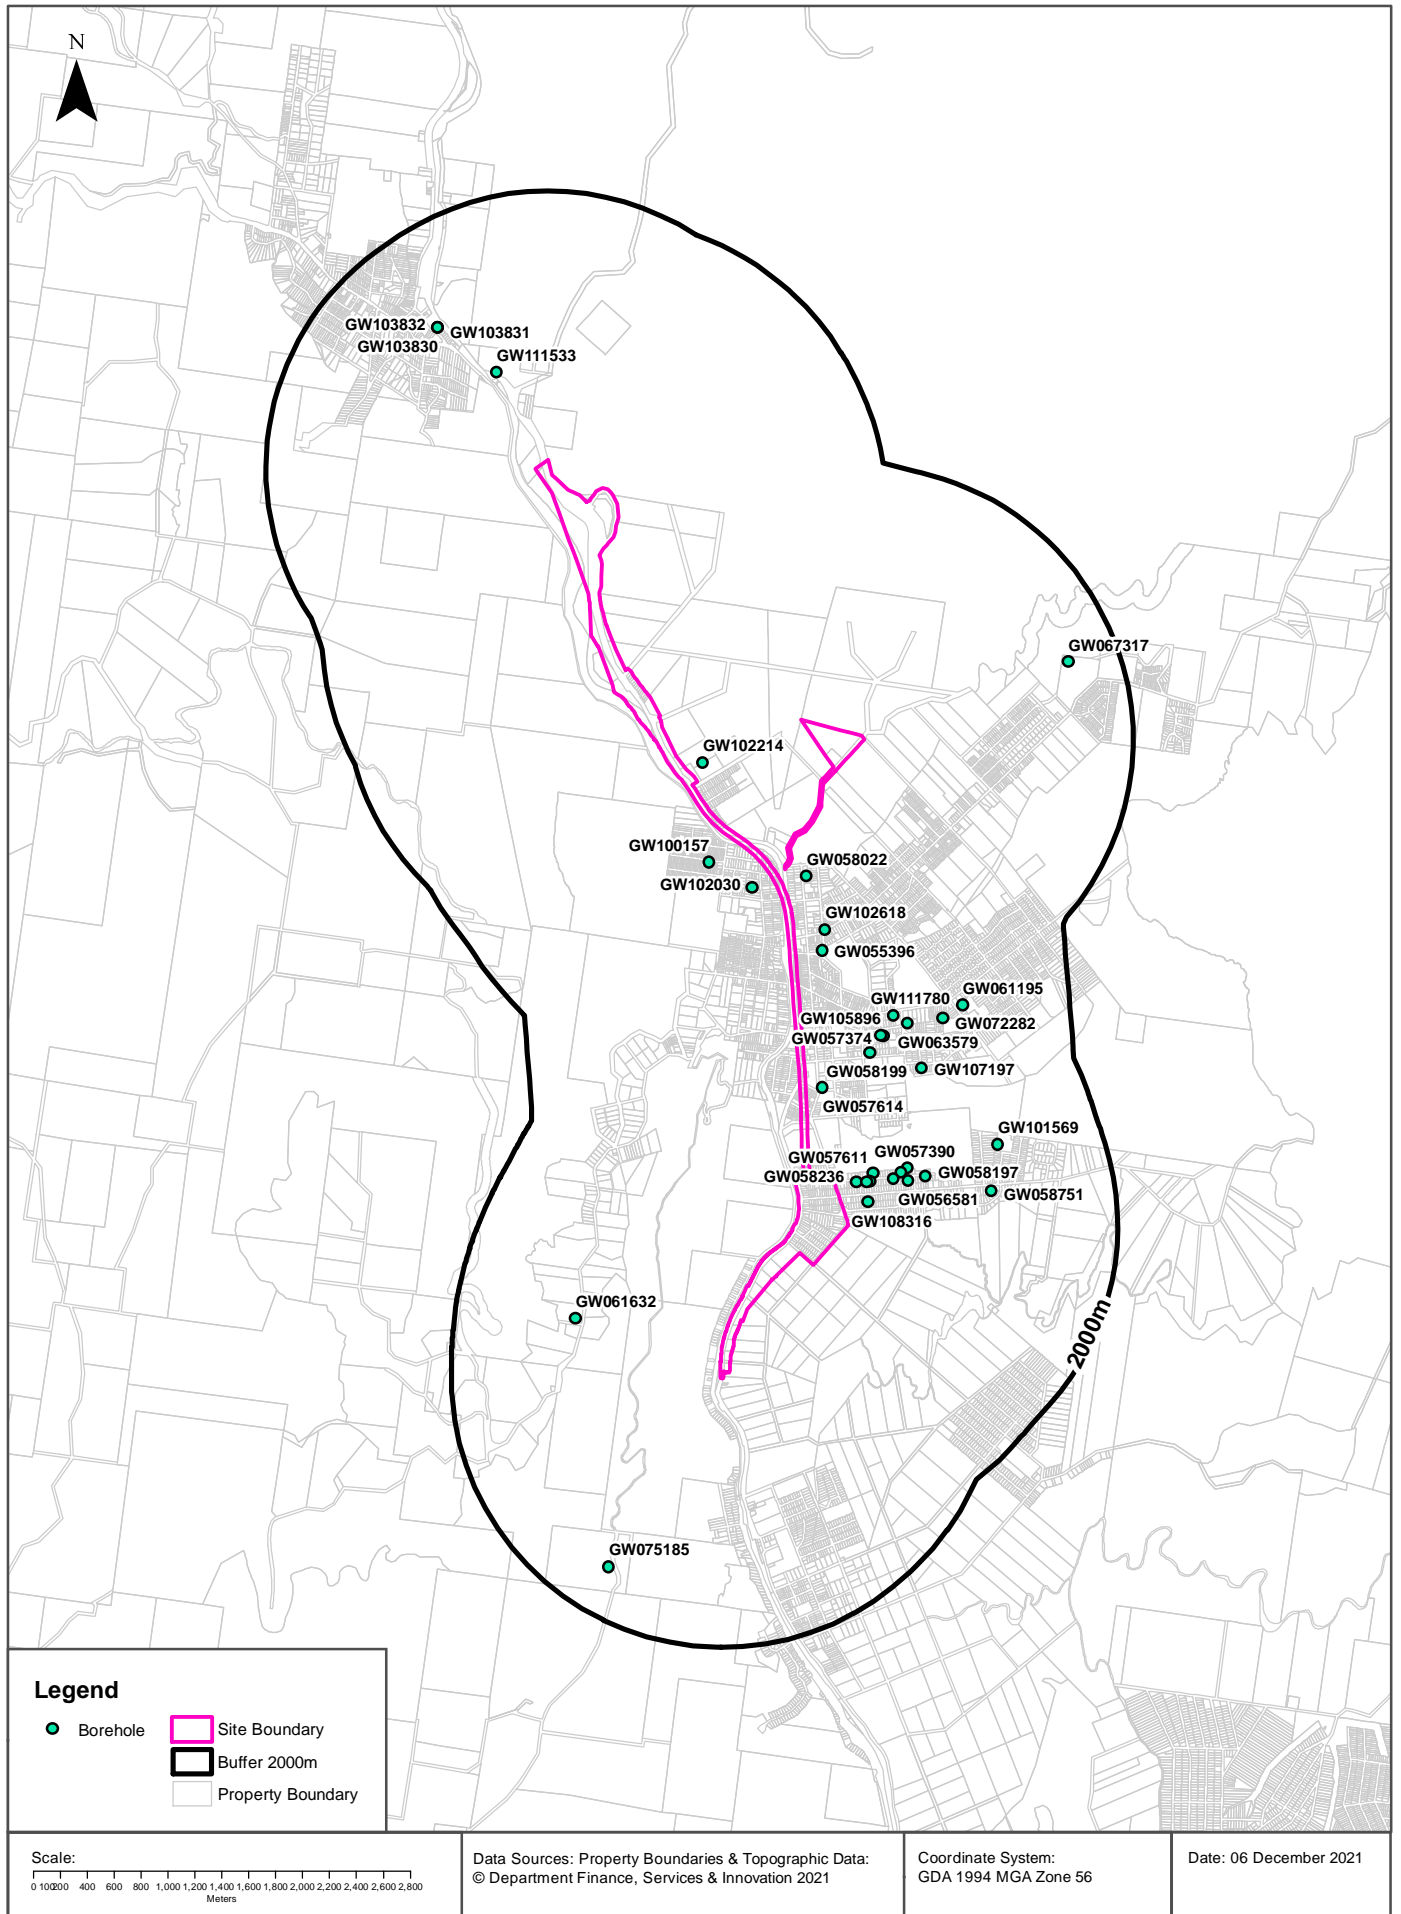 N
GW103832
GW103831
GW103830
GW111533
GW067317
GW102214
GW100157
GW058022
GW102030
GW102618
GW055396
GW061195
GW111780
GW105896
GW072282
GW057374
GW063579
GW107197
GW058199
GW057614
GW101569
GW057611
GW057390
GW058236
GW058197
GW056581
GW058751
GW108316
GW061632
2000m
GW075185
Legend
Borehole
Site Boundary
Buffer 2000m
Property Boundary
Scale:
0 100200 400 600 800 1,000 1,200 1,400 1,600 1,800 2,000 2,200 2,400 2,600 2,800
Meters
Data Sources: Property Boundaries & Topographic Data:
© Department Finance, Services & Innovation 2021
Coordinate System:
GDA 1994 MGA Zone 56
Date: 06 December 2021